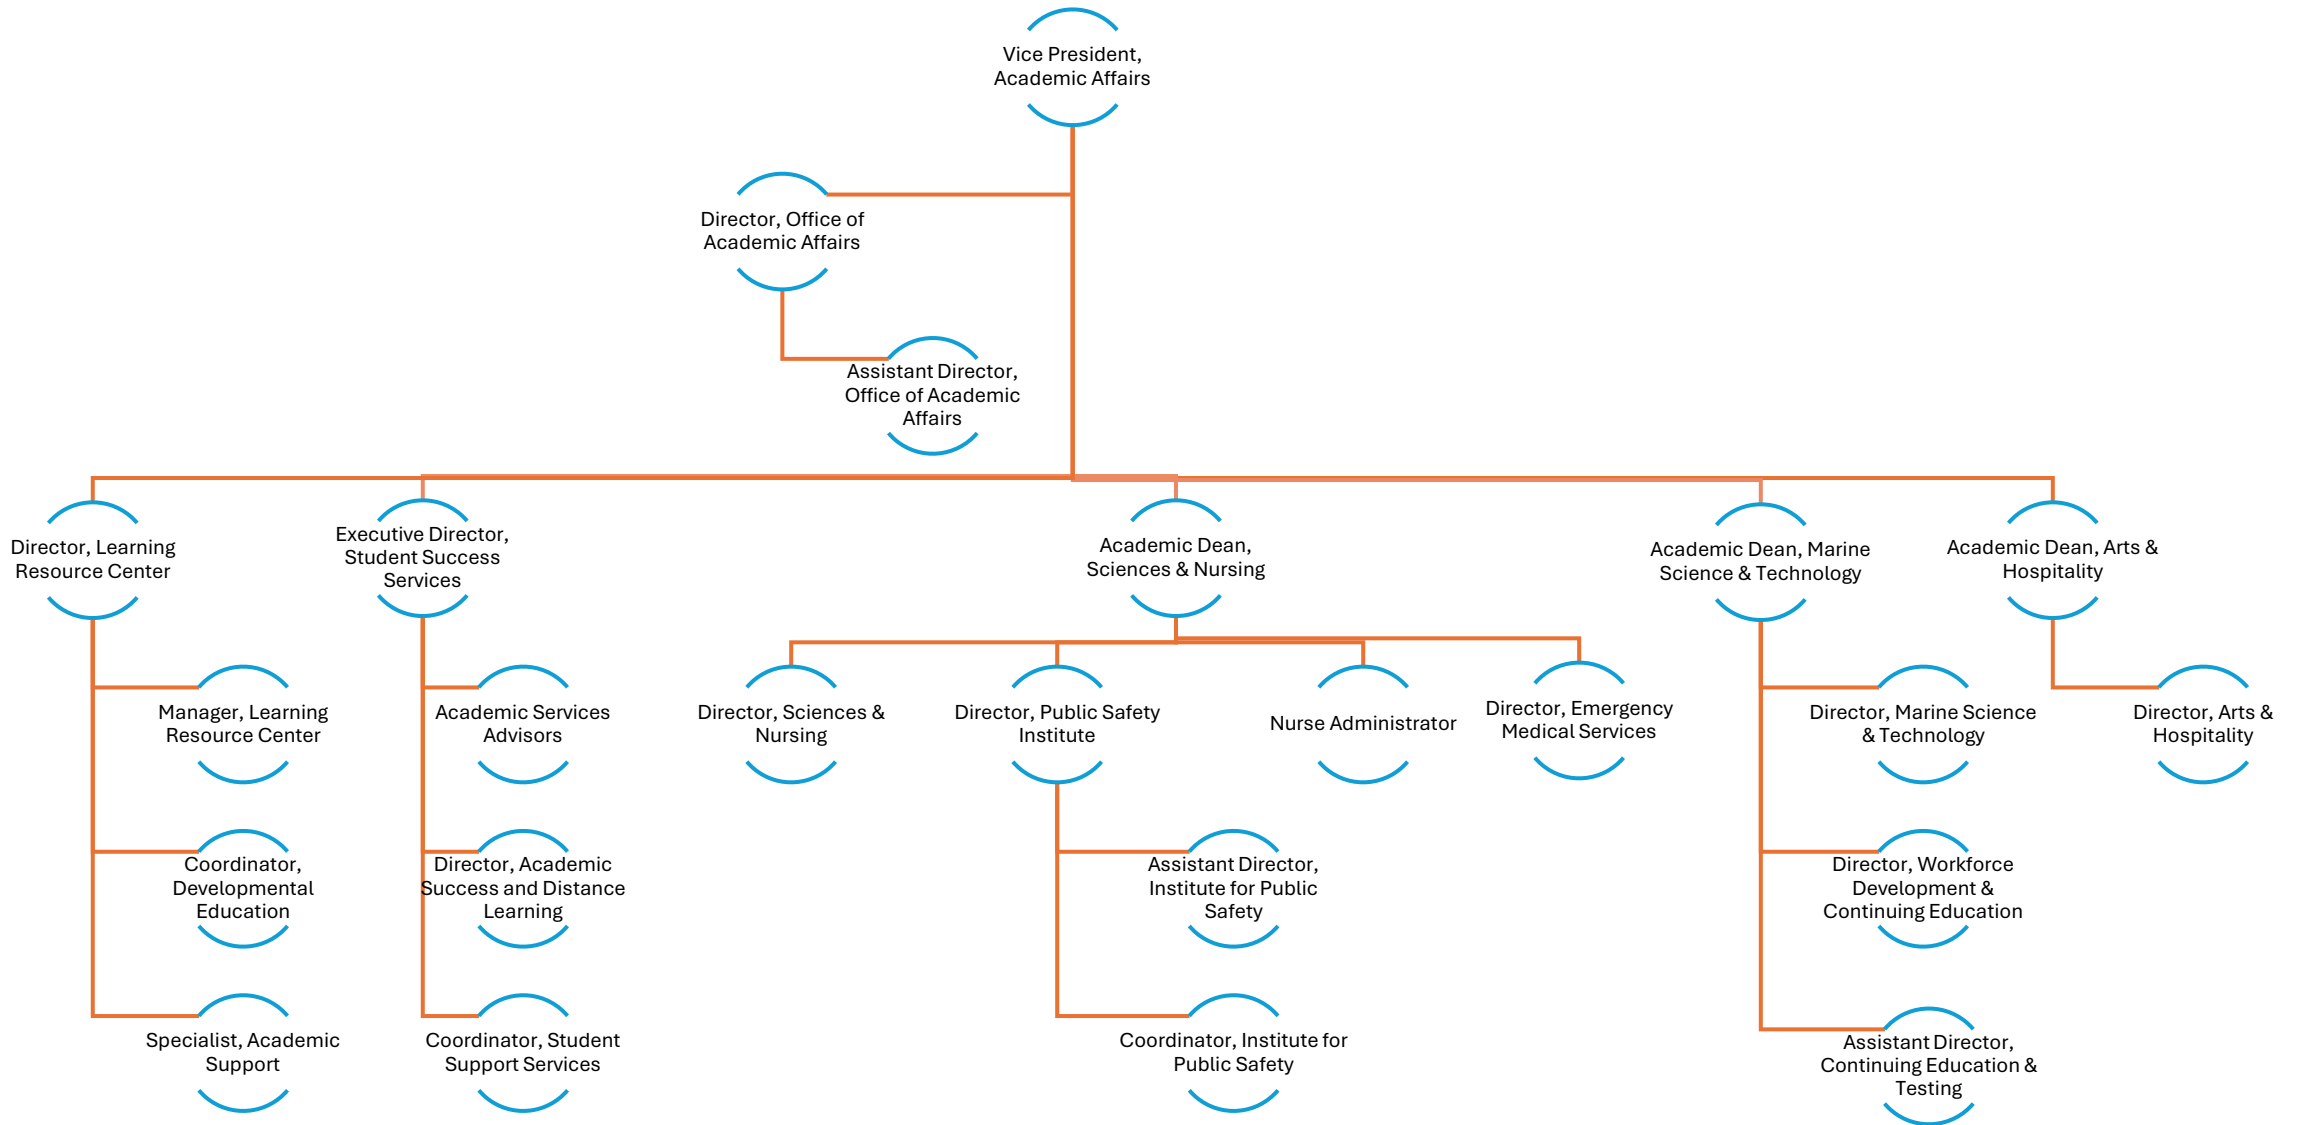 Vice President,
Academic Affairs
Director, Office of
Academic Affairs
Assistant Director,
Office of Academic
Affairs
Director, Learning
Resource Center
Executive Director,
Student Success
Services
Academic Dean,
Sciences & Nursing
Academic Dean, Marine
Science & Technology
Academic Dean, Arts &
Hospitality
Manager, Learning
Resource Center
Academic Services
Advisors
Director, Sciences &
Nursing
Director, Public Safety
Institute
Nurse Administrator
Director, Emergency
Medical Services
Director, Marine Science
& Technology
Director, Arts &
Hospitality
Coordinator,
Developmental
Education
Director, Academic
Success and Distance
Learning
Assistant Director,
Institute for Public
Safety
Director, Workforce
Development &
Continuing Education
Specialist, Academic
Support
Coordinator, Student
Support Services
Coordinator, Institute for
Public Safety
Assistant Director,
Continuing Education &
Testing